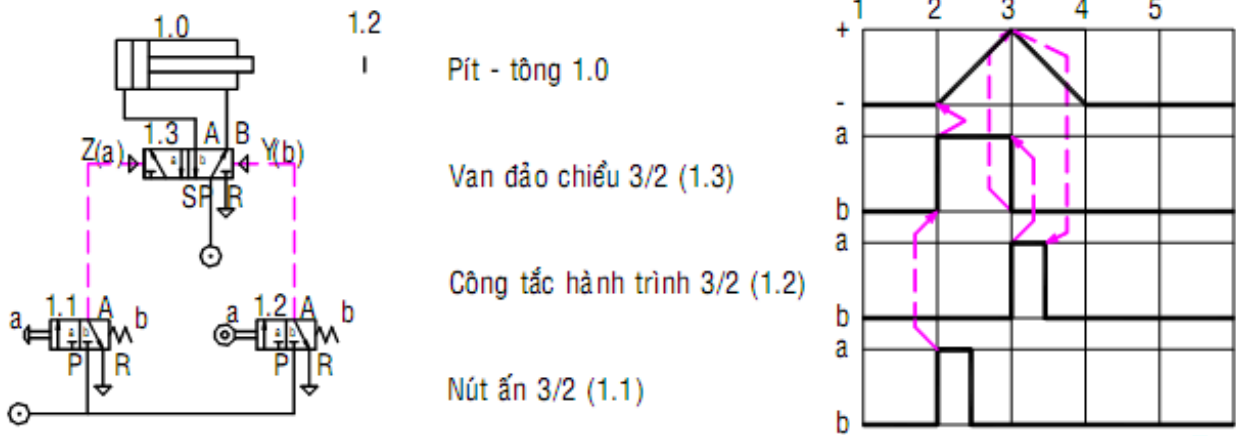 1.0
1.2
1.3 A B
Z(a) a b Y(b)
S P R
1.1 A
a a b b
P R
1.2 A
a a b b
P R
Pít - tông 1.0
Van đảo chiểu 3/2 (1.3)
Công tắc hành trình 3/2 (1.2)
Nút ấn 3/2 (1.1)
1 2 3 4 5
+
-
a
b
a
b
a
b